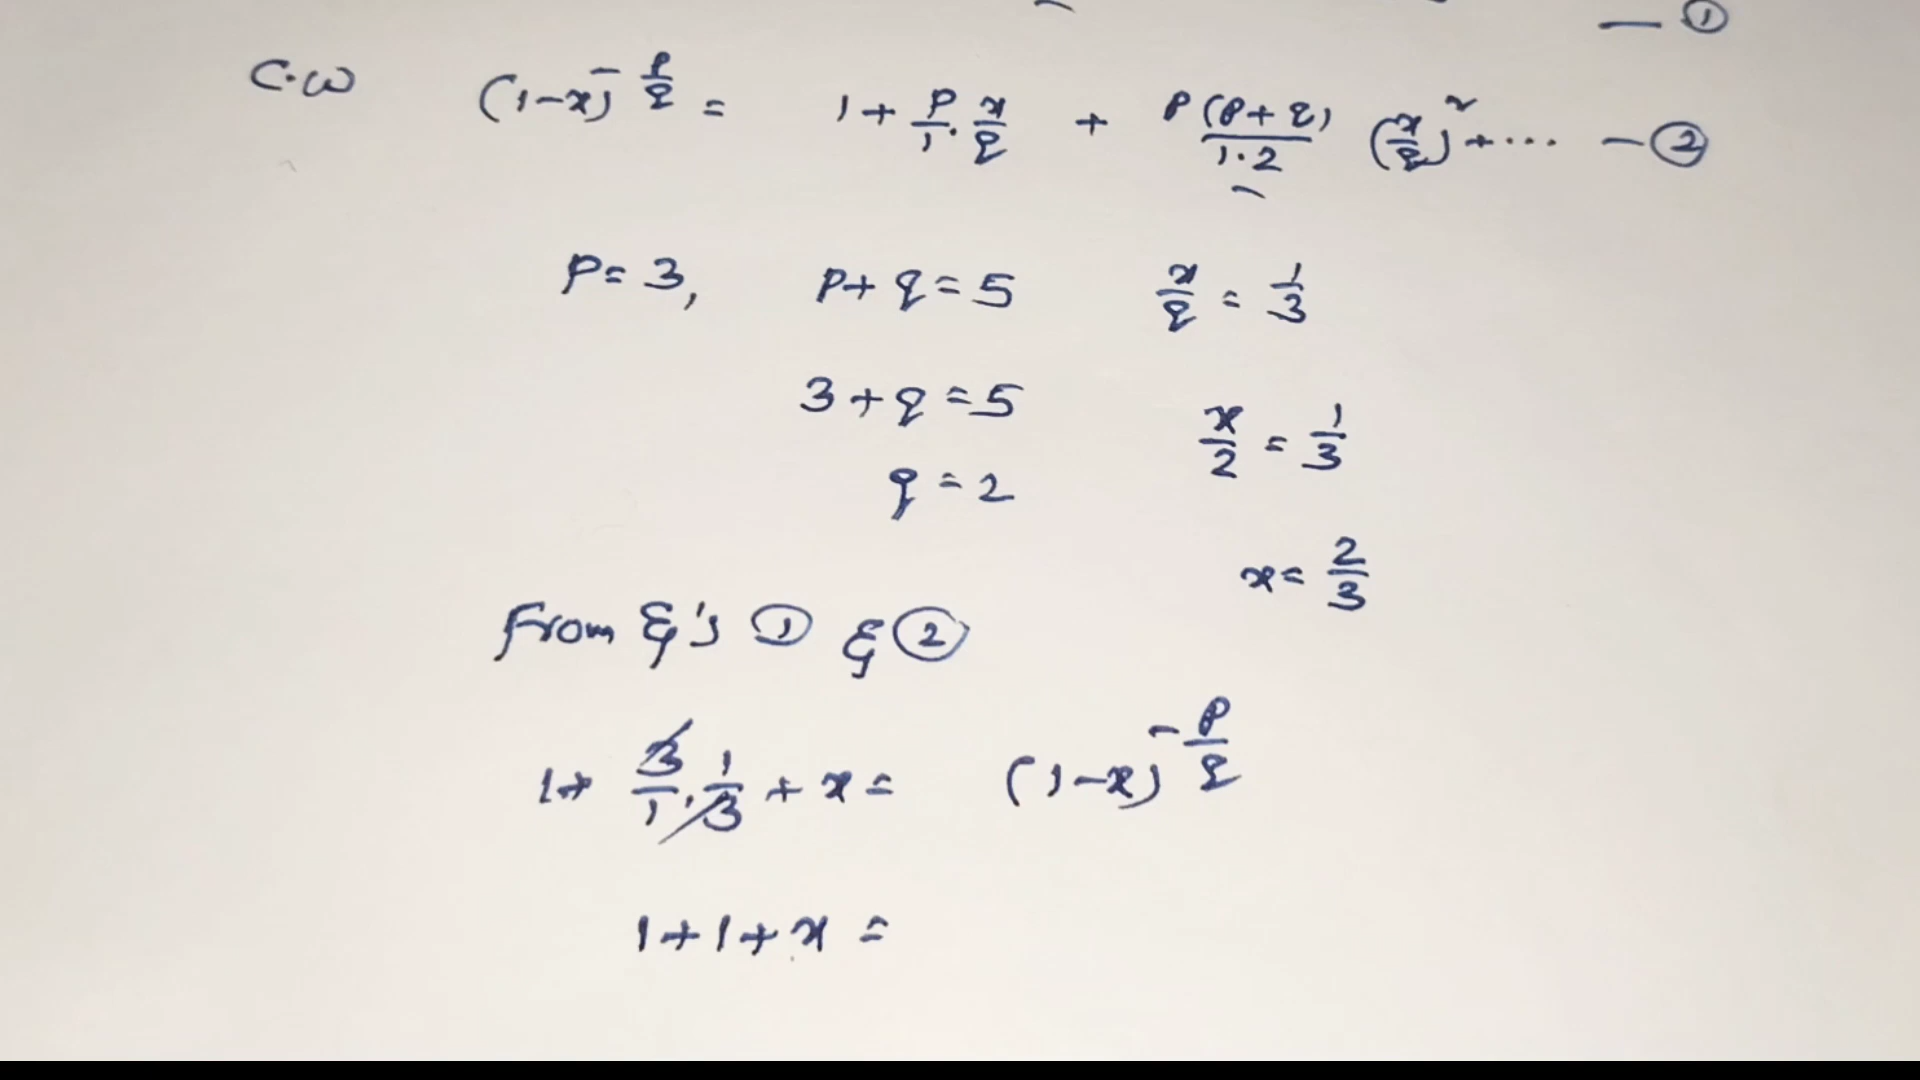 — ①
C.W (1-x)^{-p/q} = 1 + p/1 . x/q + p(p+q)/1.2 (x/q)^2 + ... — ②
p = 3, p + q = 5 x/q = 1/3
3 + q = 5 x/2 = 1/3
q = 2
x = 2/3
From Eq's ① & ②
1 + 3/1 . 1/3 + x = (1-x)^{-p/q}
1 + 1 + x =